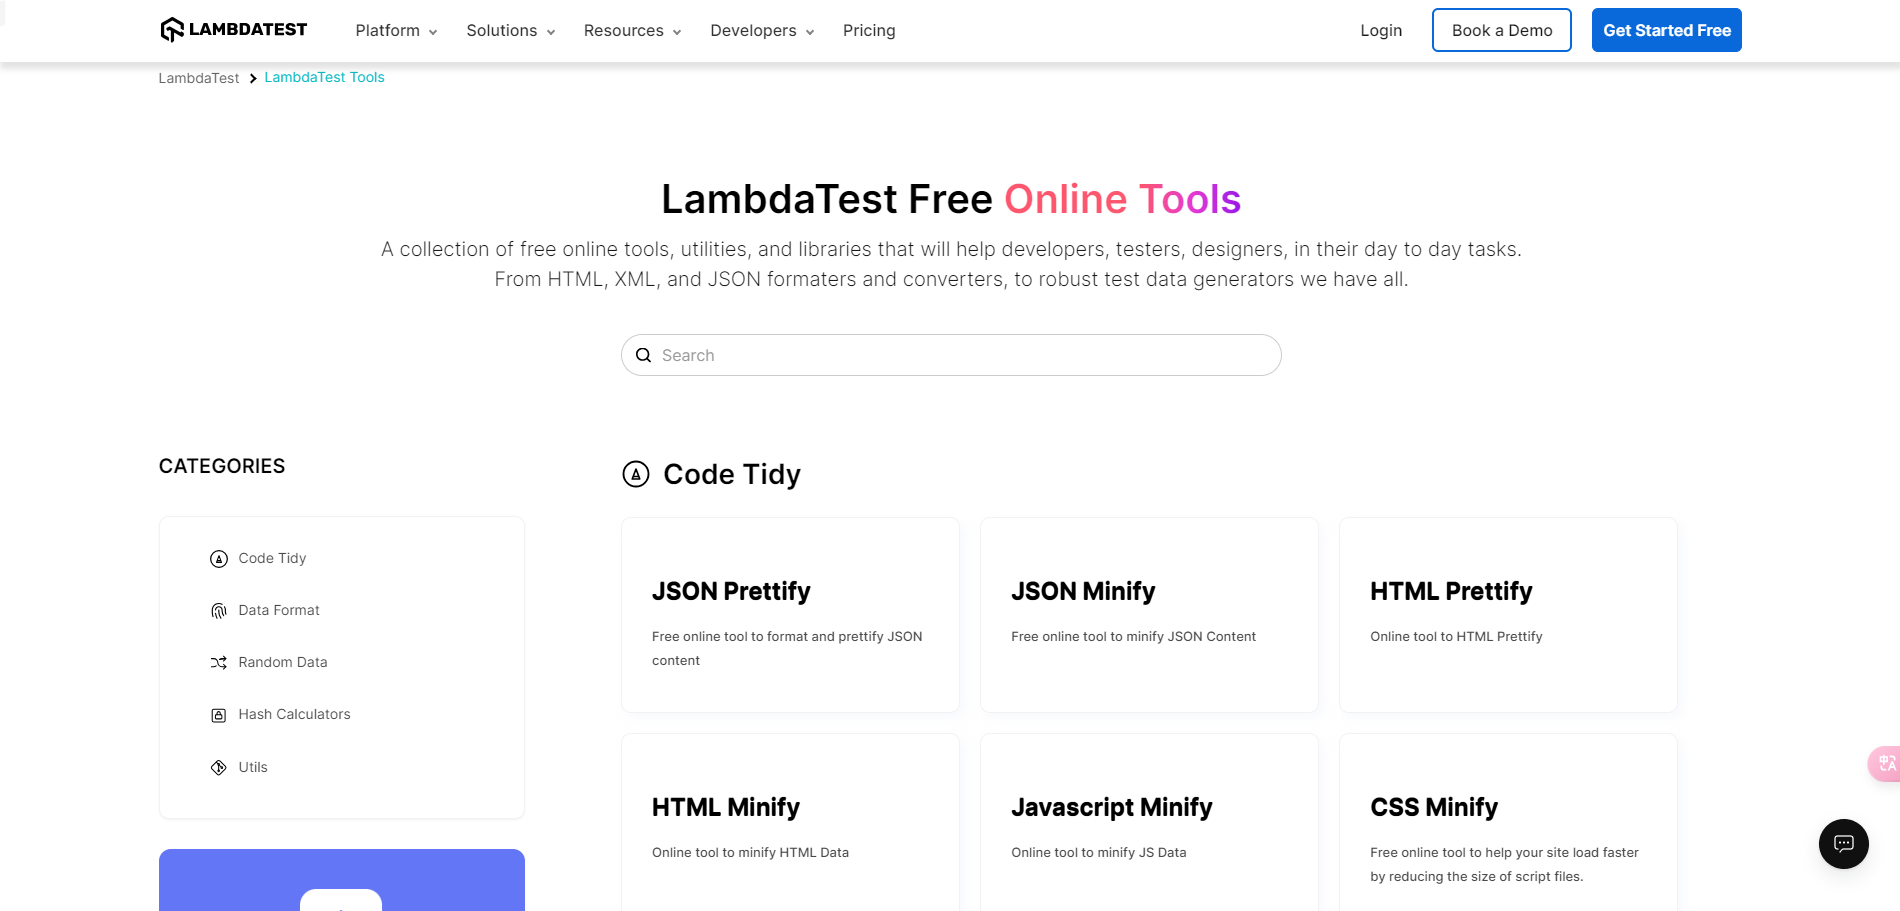 LAMBDATEST
Platform
Solutions
Resources
Developers
Pricing
Login
Book a Demo
Get Started Free
LambdaTest
LambdaTest Tools
LambdaTest Free Online Tools
A collection of free online tools, utilities, and libraries that will help developers, testers, designers, in their day to day tasks.
From HTML, XML, and JSON formaters and converters, to robust test data generators we have all.
Search
CATEGORIES
Code Tidy
Data Format
Random Data
Hash Calculators
Utils
Code Tidy
JSON Prettify
Free online tool to format and prettify JSON
content
JSON Minify
Free online tool to minify JSON Content
HTML Prettify
Online tool to HTML Prettify
HTML Minify
Online tool to minify HTML Data
Javascript Minify
Online tool to minify JS Data
CSS Minify
Free online tool to help your site load faster
by reducing the size of script files.
中
A